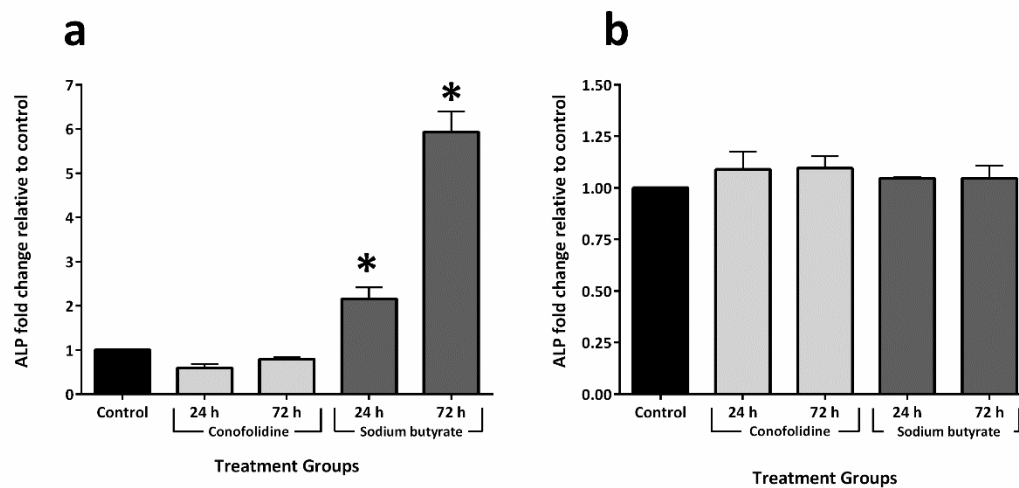 a
ALP fold change relative to control
7
6
5
4
3
2
1
0
*
*
Control
24 h
72 h
24 h
72 h
Conofolidine
Sodium butyrate
Treatment Groups
b
ALP fold change relative to control
1.50
1.25
1.00
0.75
0.50
0.25
0.00
Control
24 h
72 h
24 h
72 h
Conofolidine
Sodium butyrate
Treatment Groups